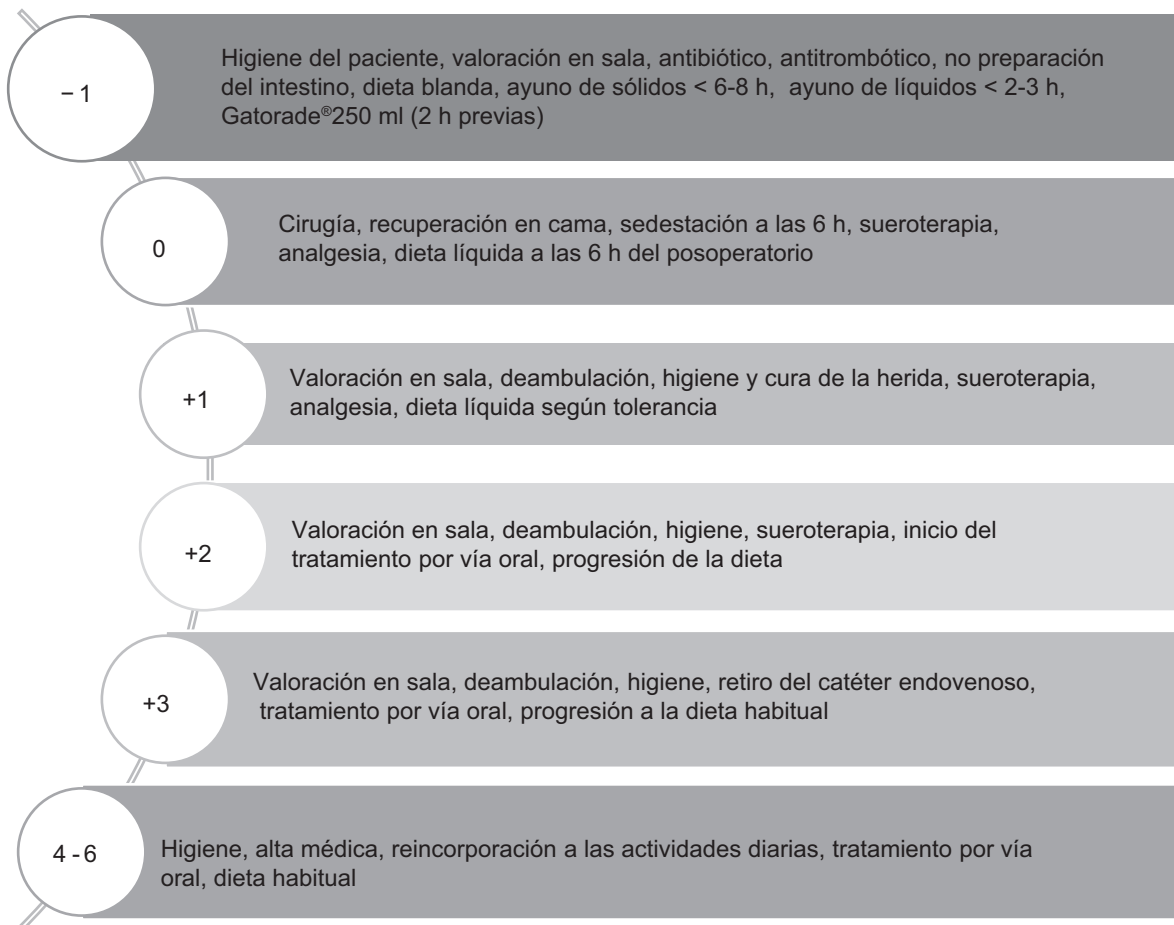 − 1
Higiene del paciente, valoración en sala, antibiótico, antitrombótico, no preparación
del intestino, dieta blanda, ayuno de sólidos < 6-8 h, ayuno de líquidos < 2-3 h,
Gatorade®250 ml (2 h previas)
0
Cirugía, recuperación en cama, sedestación a las 6 h, sueroterapia,
analgesia, dieta líquida a las 6 h del posoperatorio
+1
Valoración en sala, deambulación, higiene y cura de la herida, sueroterapia,
analgesia, dieta líquida según tolerancia
+2
Valoración en sala, deambulación, higiene, sueroterapia, inicio del
tratamiento por vía oral, progresión de la dieta
+3
Valoración en sala, deambulación, higiene, retiro del catéter endovenoso,
tratamiento por vía oral, progresión a la dieta habitual
4 - 6
Higiene, alta médica, reincorporación a las actividades diarias, tratamiento por vía
oral, dieta habitual